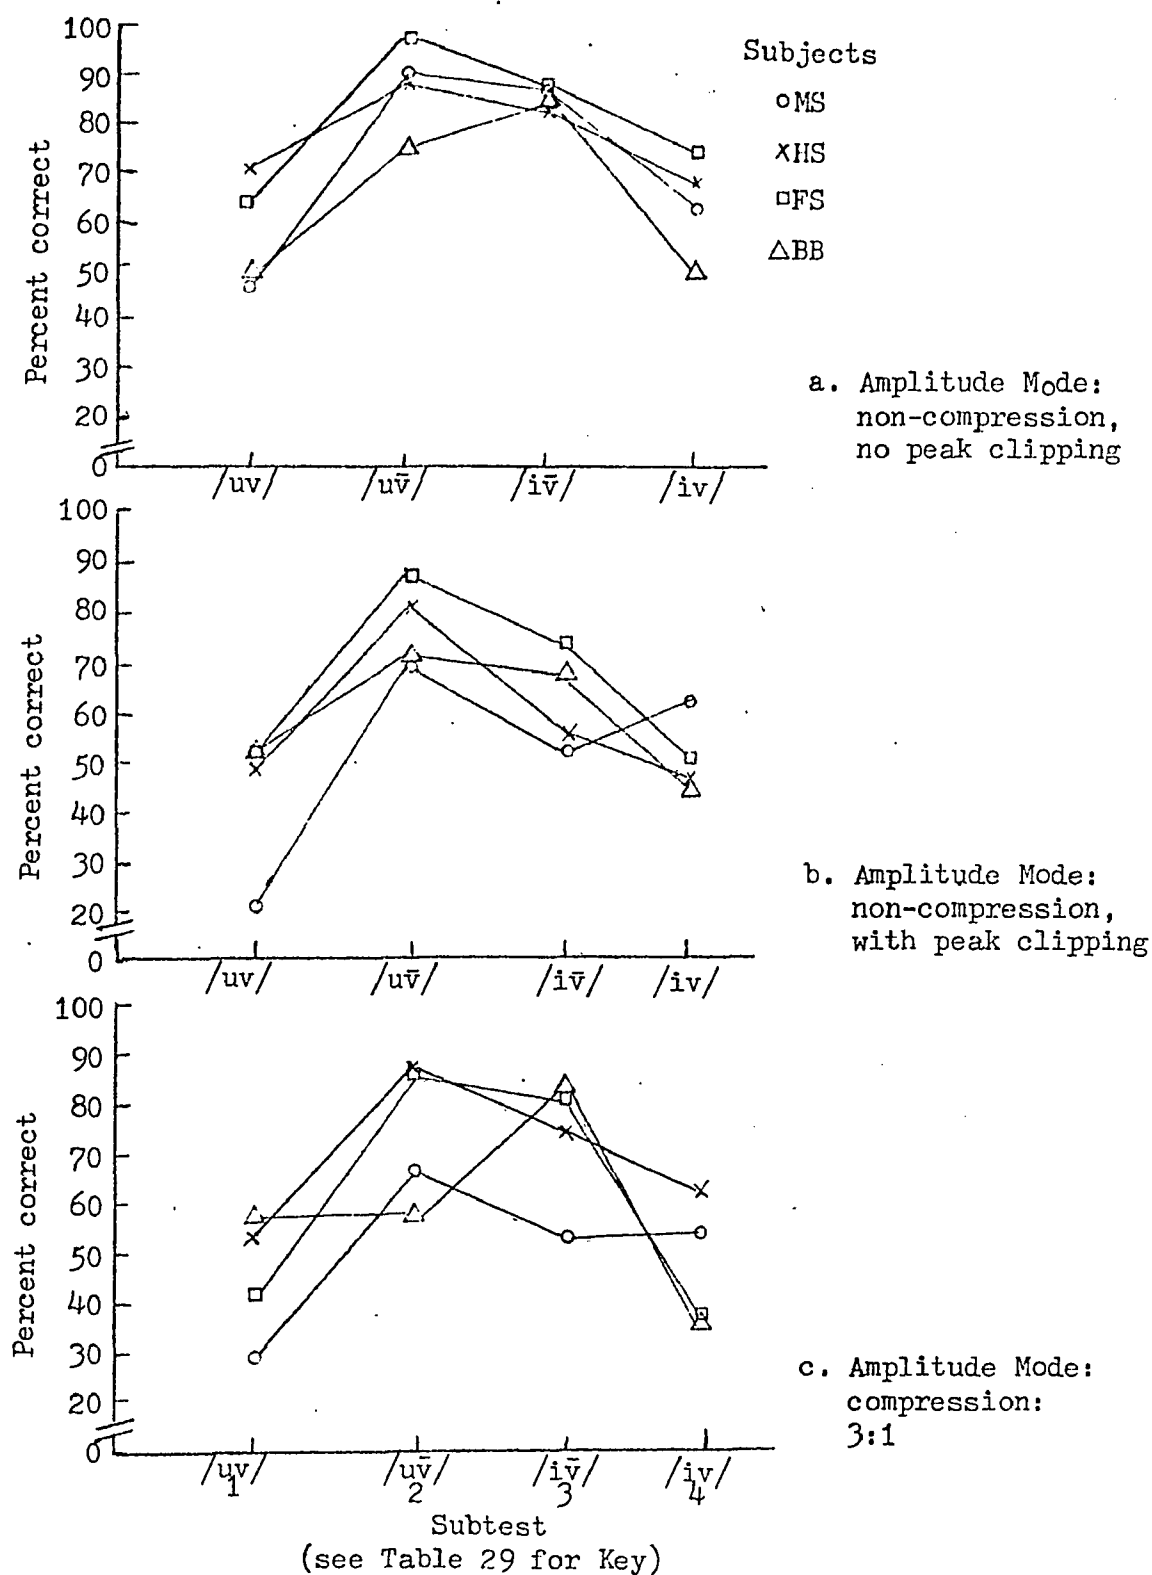 Subjects
○MS
×HS
□FS
△BB
Percent correct
100
90
80
70
60
50
40
30
20
0
/uv/ /uv̄/ /iv̄/ /iv/
a. Amplitude Mode:
non-compression,
no peak clipping
Percent correct
100
90
80
70
60
50
40
30
20
0
/uv/ /uv̄/ /iv̄/ /iv/
b. Amplitude Mode:
non-compression,
with peak clipping
Percent correct
100
90
80
70
60
50
40
30
20
0
/uv/ /uv̄/ /iv̄/ /iv/
1 2 3 4
c. Amplitude Mode:
compression:
3:1
Subtest
(see Table 29 for Key)